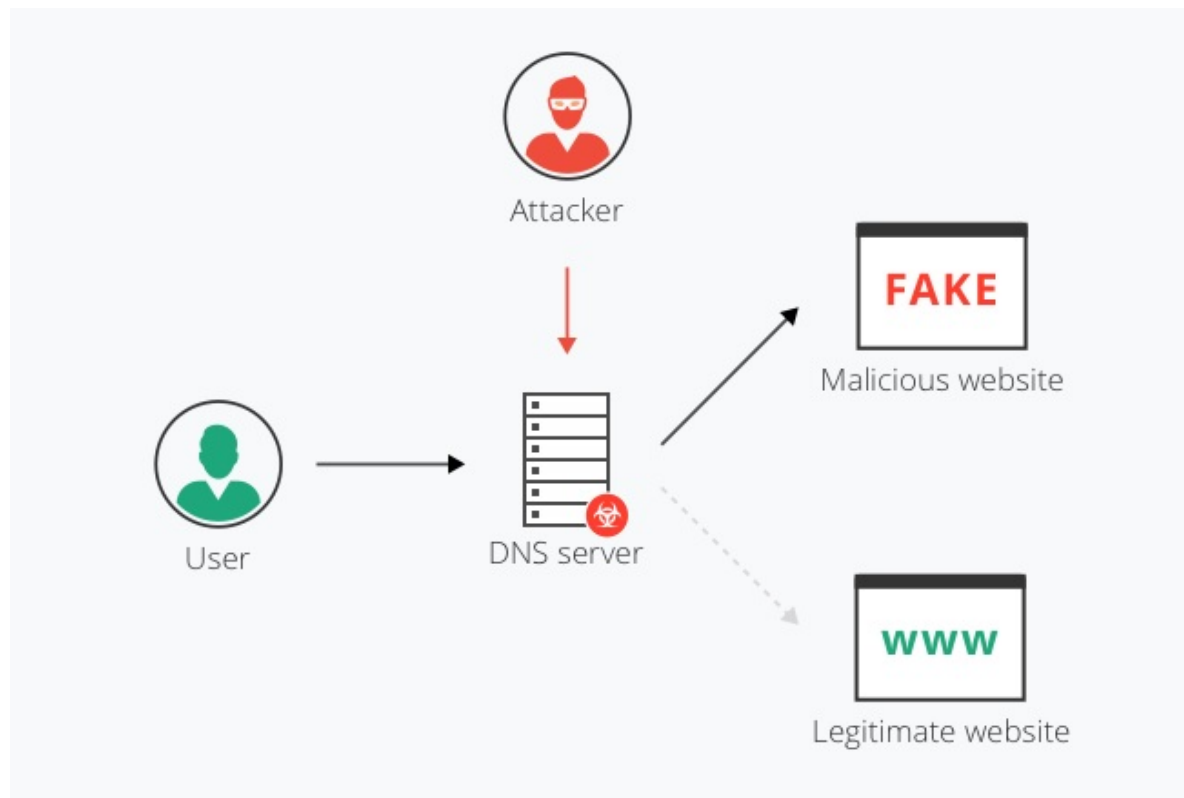 Attacker
FAKE
Malicious website
User
DNS server
www
Legitimate website